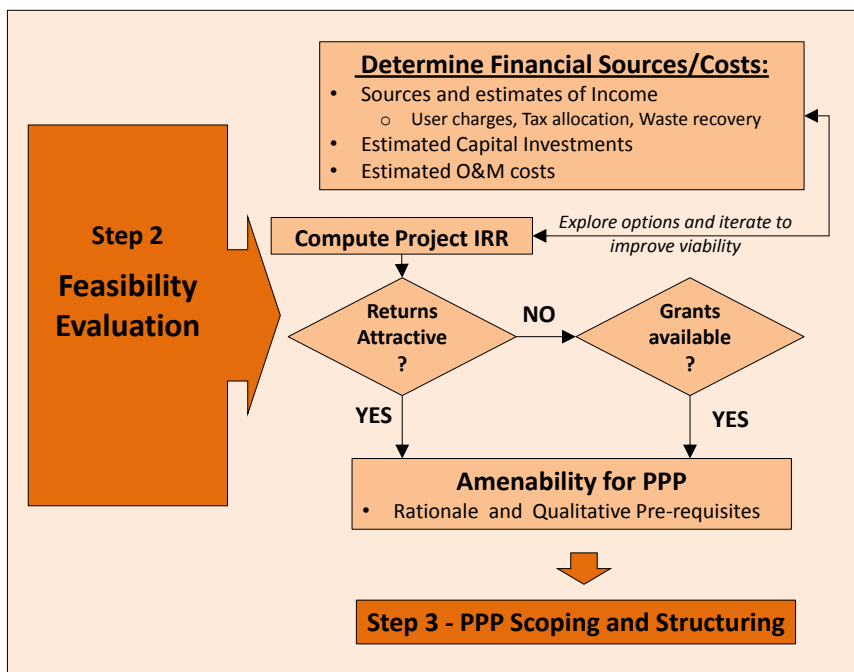 Determine Financial Sources/Costs:
• Sources and estimates of Income
o User charges, Tax allocation, Waste recovery
• Estimated Capital Investments
• Estimated O&M costs
Step 2
Feasibility
Evaluation
Explore options and iterate to
improve viability
Compute Project IRR
Returns
Attractive
?
NO
Grants
available
?
YES
YES
Amenability for PPP
• Rationale and Qualitative Pre-requisites
Step 3 - PPP Scoping and Structuring